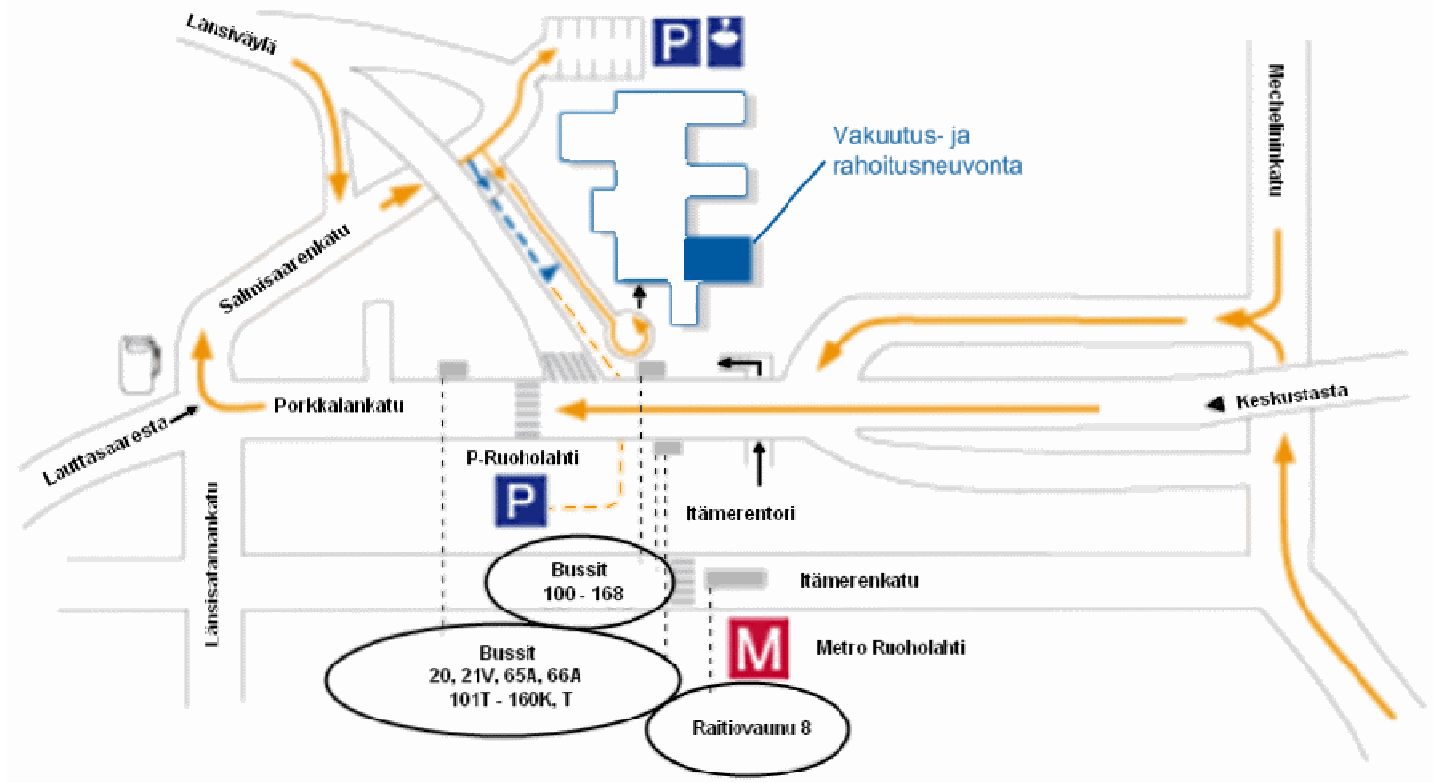 Länsiväylä
P
Mechelininkatu
Vakuutus- ja
rahoitusneuvonta
Salmisaarenkatu
Keskustasta
Porkkalankatu
Lauttasaaresta
P-Ruoholahti
P
Itämerentori
Länsisatamankatu
Bussit
100 - 168
Itämerenkatu
Bussit
20, 21V, 65A, 66A
101T - 160K, T
M
Metro Ruoholahti
Raitiovaunu 8